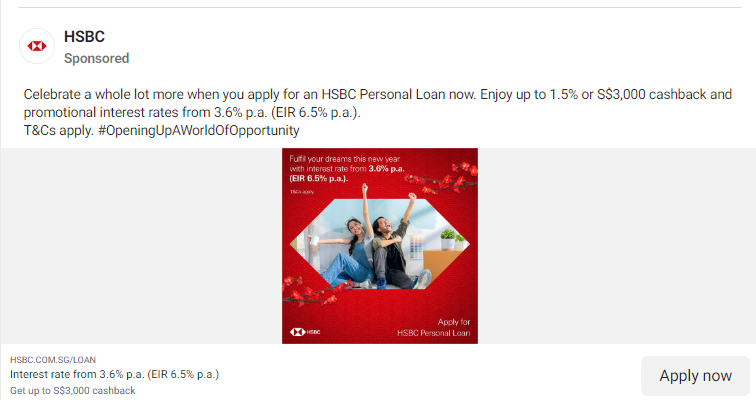 HSBC
Sponsored
Celebrate a whole lot more when you apply for an HSBC Personal Loan now. Enjoy up to 1.5% or S$3,000 cashback and
promotional interest rates from 3.6% p.a. (EIR 6.5% p.a.).
T&Cs apply. #OpeningUpAWorldOfOpportunity
Fulfil your dreams this new year
with interest rate from 3.6% p.a.
(EIR 6.5% p.a.).
T&Cs apply.
HSBC
Apply for
HSBC Personal Loan
HSBC.COM.SG/LOAN
Interest rate from 3.6% p.a. (EIR 6.5% p.a.)
Get up to S$3,000 cashback
Apply now